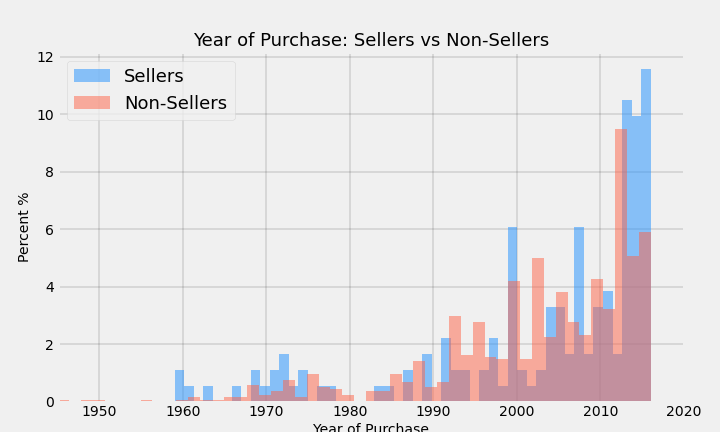 Year of Purchase: Sellers vs Non-Sellers
12
10
8
6
4
2
0
Percent %
Sellers
Non-Sellers
1950 1960 1970 1980 1990 2000 2010 2020
Year of Purchase